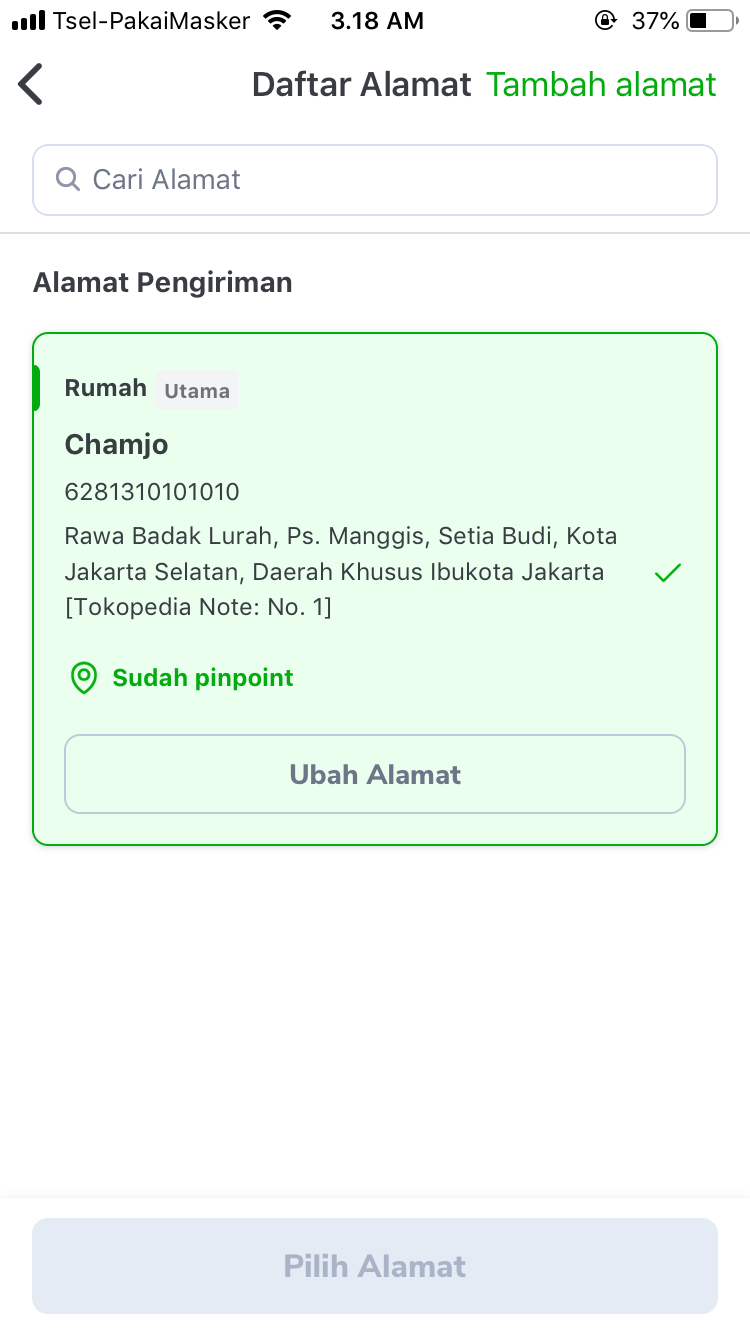 Tsel-PakaiMasker 3.18 AM 37%
Daftar Alamat Tambah alamat
Cari Alamat
Alamat Pengiriman
Rumah Utama
Chamjo
6281310101010
Rawa Badak Lurah, Ps. Manggis, Setia Budi, Kota
Jakarta Selatan, Daerah Khusus Ibukota Jakarta
[Tokopedia Note: No. 1]
Sudah pinpoint
Ubah Alamat
Pilih Alamat